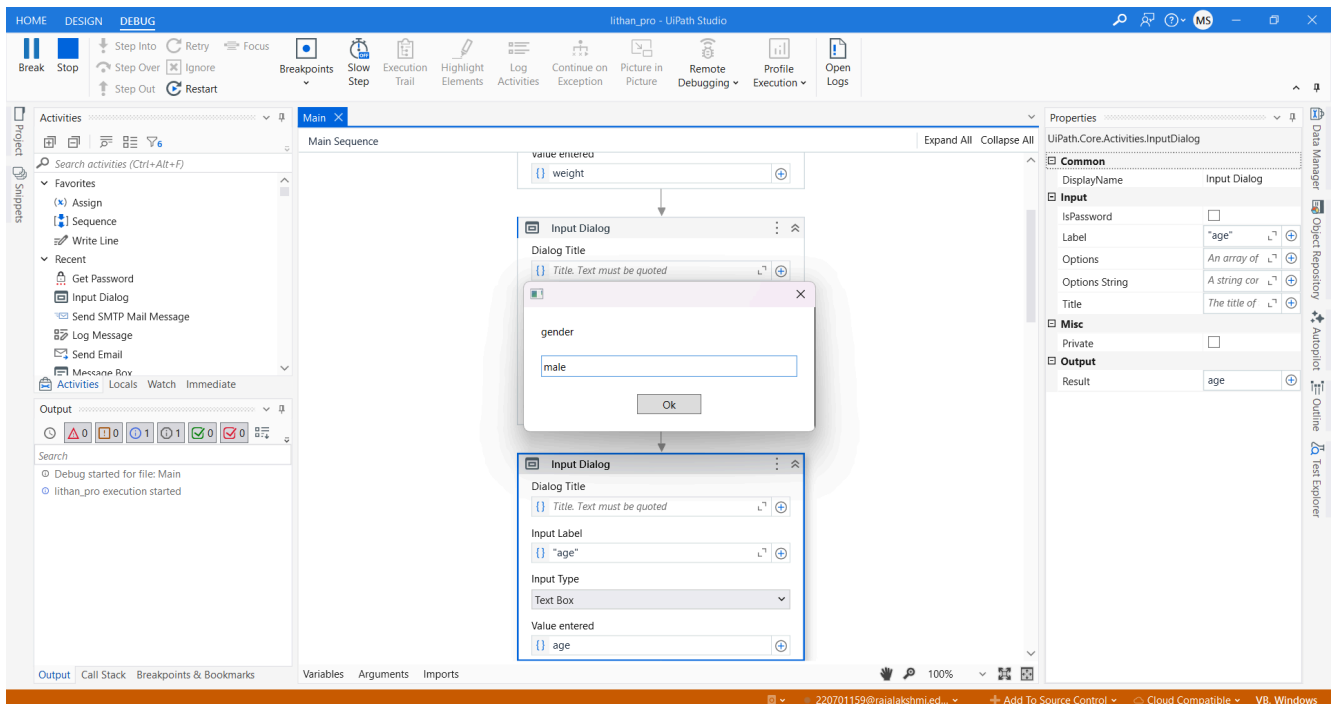 HOME DESIGN DEBUG
lithan_pro - UiPath Studio
MS
Break Stop
Step Into Retry Focus
Step Over Ignore
Step Out Restart
Breakpoints
Slow Step
Execution Trail
Highlight Elements
Log Activities
Continue on Exception
Picture in Picture
Remote Debugging
Profile Execution
Open Logs
Project
Snippets
Activities
Search activities (Ctrl+Alt+F)
Favorites
Assign
Sequence
Write Line
Recent
Get Password
Input Dialog
Send SMTP Mail Message
Log Message
Send Email
Message Box
Activities Locals Watch Immediate
Output
0 0 1 1 0 0
Search
Debug started for file: Main
lithan_pro execution started
Output Call Stack Breakpoints & Bookmarks
Main
Main Sequence
Expand All Collapse All
Value entered
{} weight
Input Dialog
Dialog Title
{} Title. Text must be quoted
gender
male
Ok
Input Dialog
Dialog Title
{} Title. Text must be quoted
Input Label
{} "age"
Input Type
Text Box
Value entered
{} age
Variables Arguments Imports
100%
Properties
UiPath.Core.Activities.InputDialog
Common
DisplayName Input Dialog
Input
IsPassword
Label "age"
Options An array of
Options String A string cor
Title The title of
Misc
Private
Output
Result age
Data Manager
Object Repository
Autopilot
Outline
Test Explorer
220701159@rajalakshmi.ed...
Add To Source Control
Cloud Compatible
VB, Windows